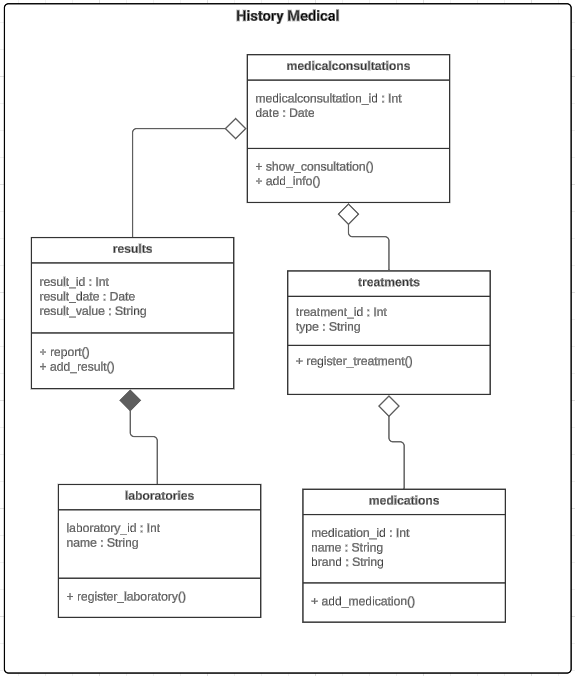 History Medical
medicalconsultations
medicalconsultation_id : Int
date : Date
+ show_consultation()
+ add_info()
results
result_id : Int
result_date : Date
result_value : String
+ report()
+ add_result()
treatments
treatment_id : Int
type : String
+ register_treatment()
laboratories
laboratory_id : Int
name : String
+ register_laboratory()
medications
medication_id : Int
name : String
brand : String
+ add_medication()